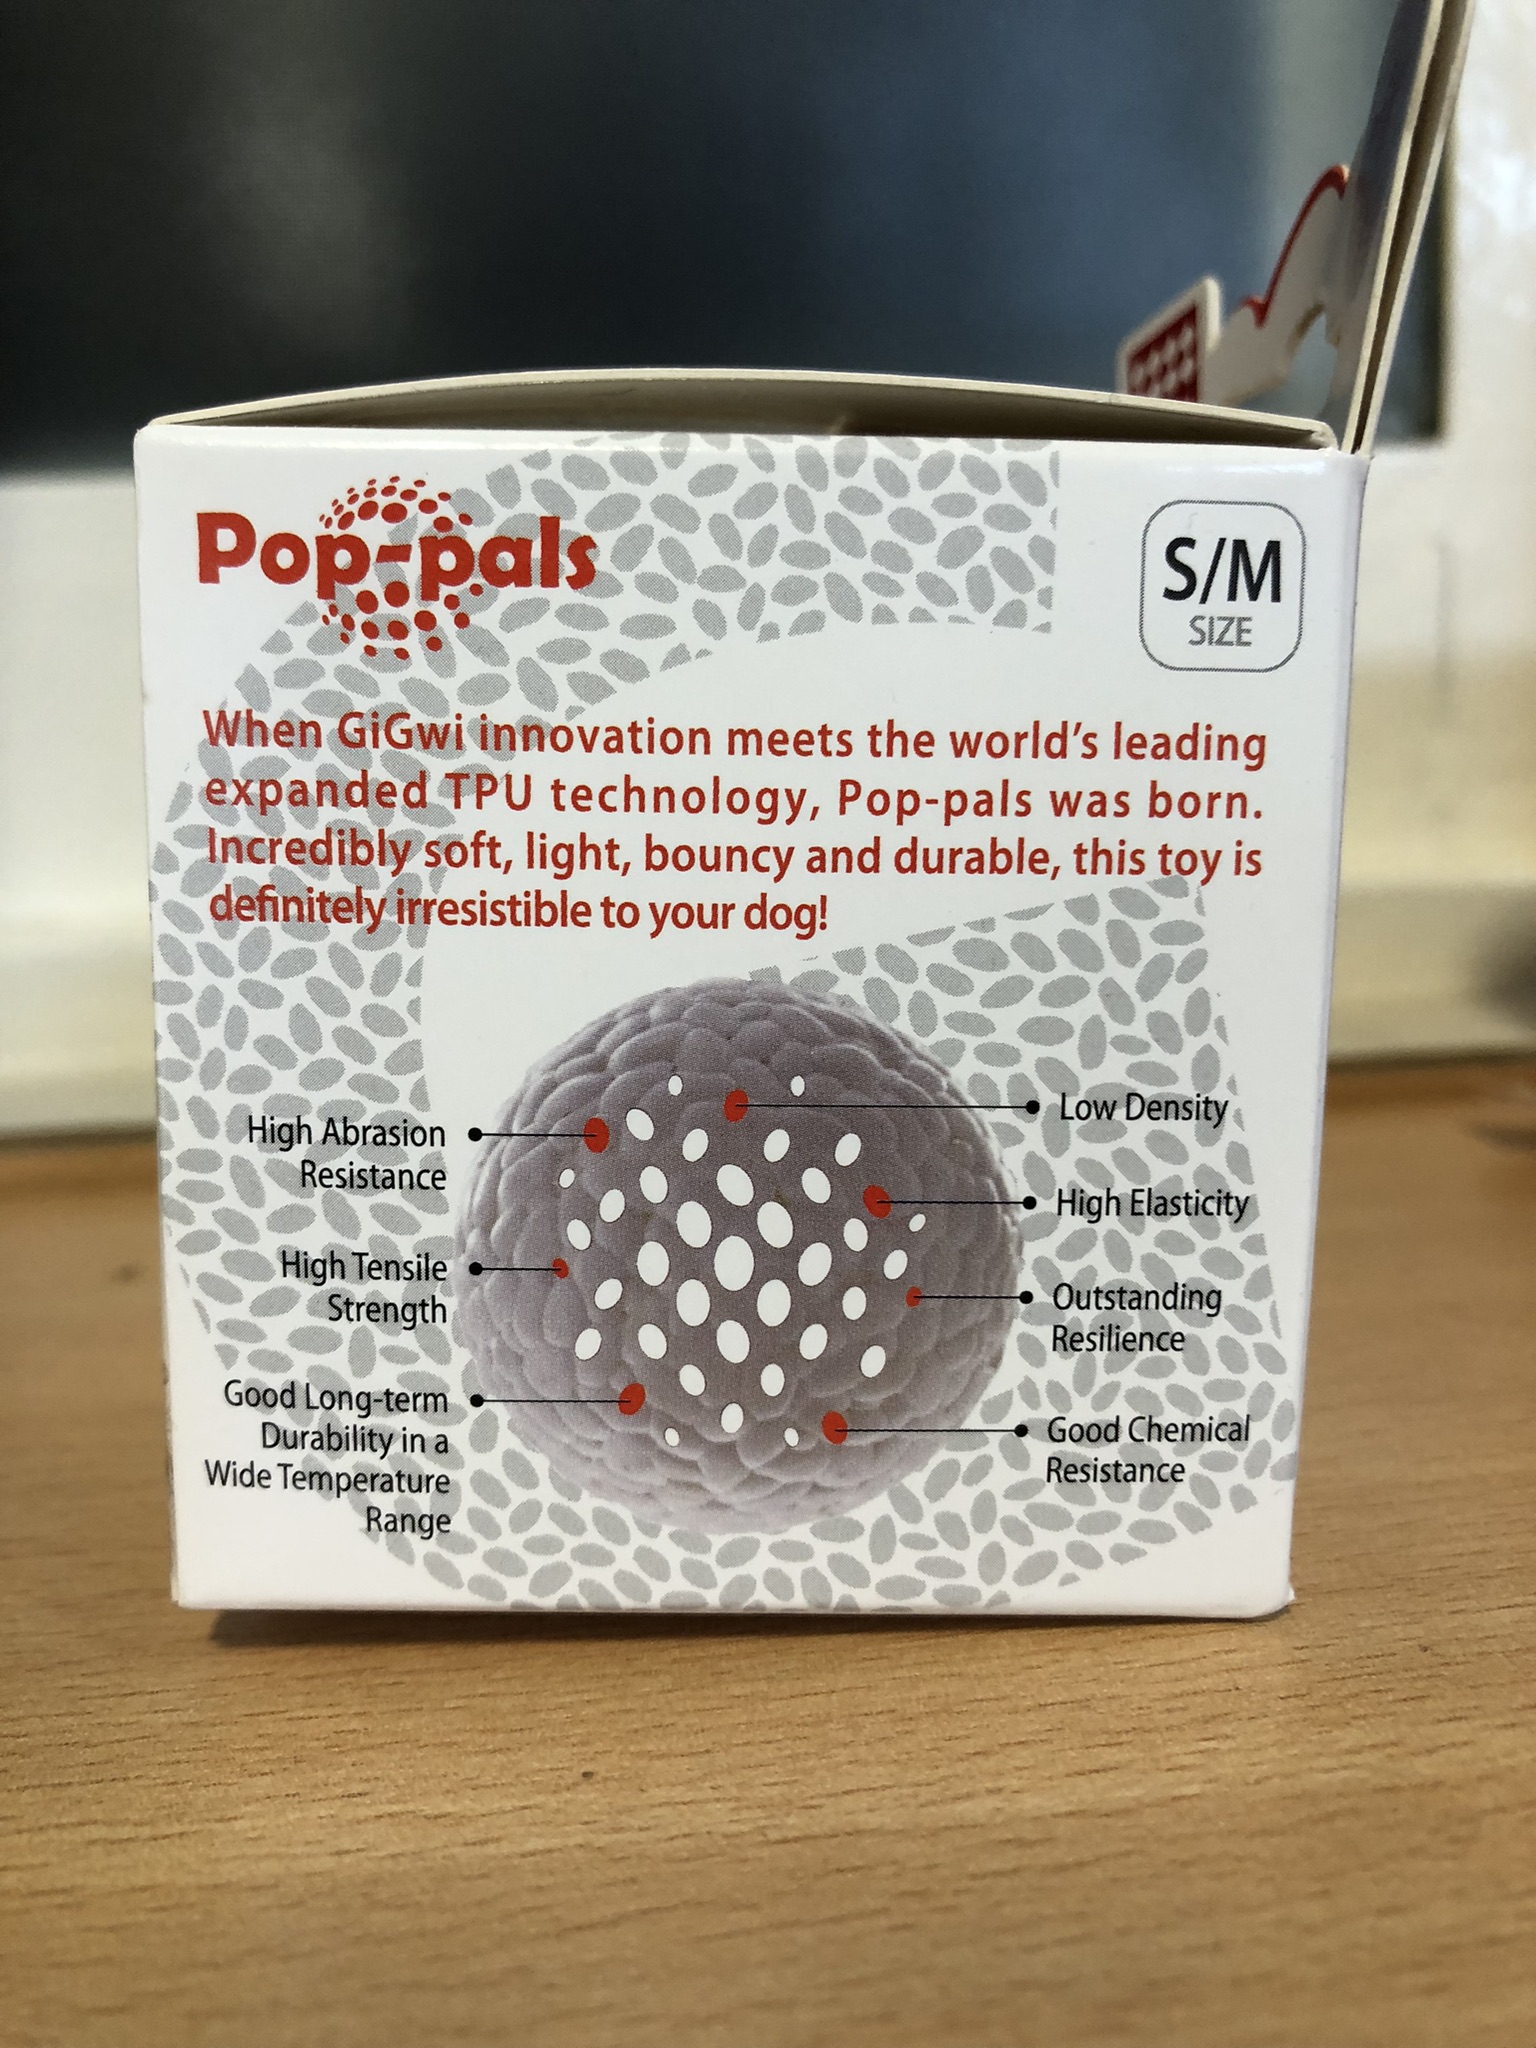 Pop-pals
S/M
SIZE
When GiGwi innovation meets the world's leading
expanded TPU technology, Pop-pals was born.
Incredibly soft, light, bouncy and durable, this toy is
definitely irresistible to your dog!
High Abrasion
Resistance
High Tensile
Strength
Good Long-term
Durability in a
Wide Temperature
Range
Low Density
High Elasticity
Outstanding
Resilience
Good Chemical
Resistance